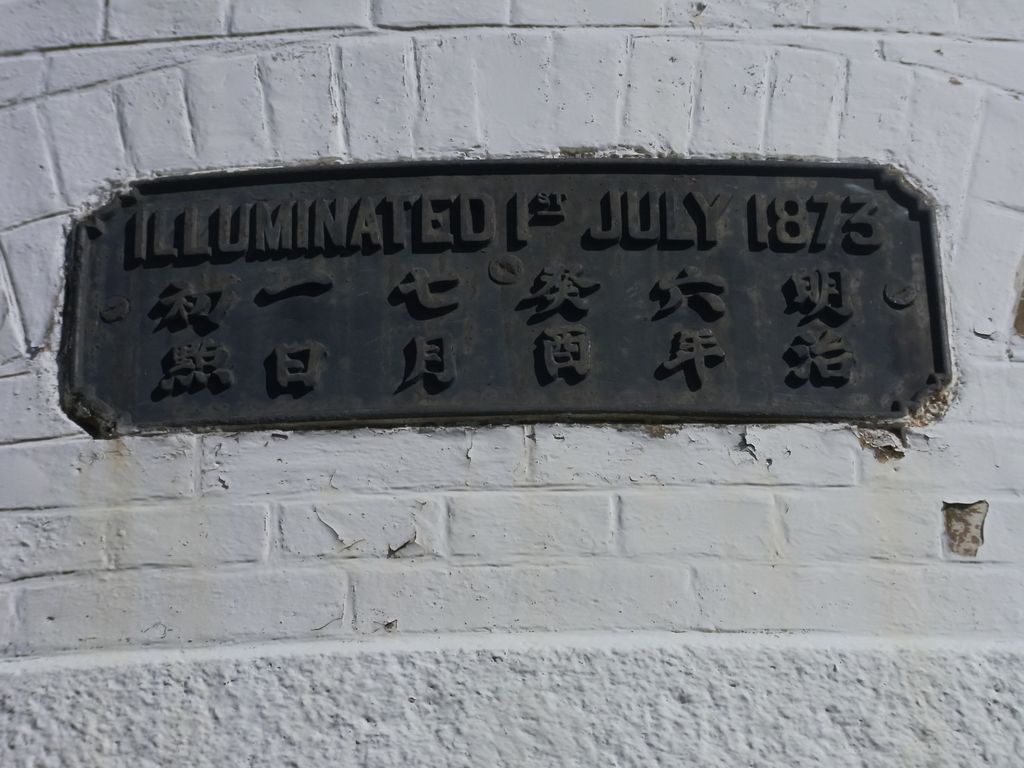 ILLUMINATED 1ST JULY 1873
明治
六年
癸酉
七月
一日
初點